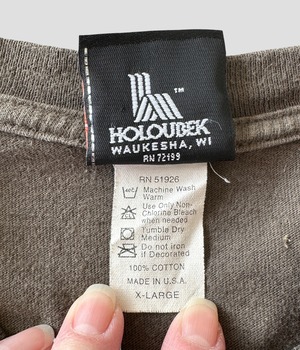 ™
HOLOUBEK
WAUKESHA, WI
RN 72199
RN 51926
Machine Wash
Warm
Use Only Non-
Chlorine Bleach
when needed
Tumble Dry
Medium
Do not iron
If Decorated
100% COTTON
MADE IN U.S.A.
X-LARGE